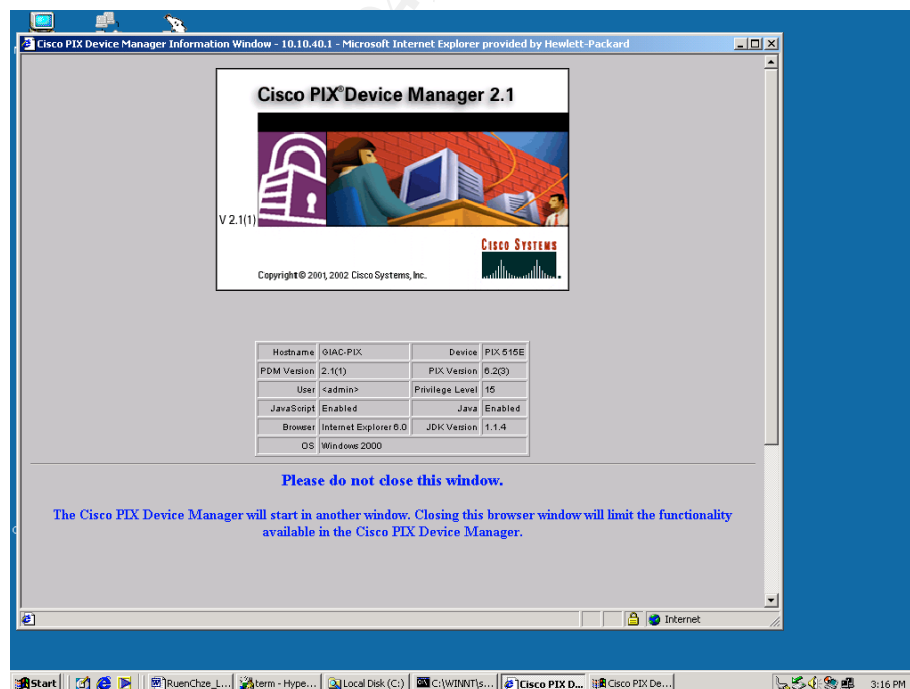 Cisco PIX Device Manager Information Window - 10.10.40.1 - Microsoft Internet Explorer provided by Hewlett-Packard
Cisco PIX® Device Manager 2.1
V 2.1(1)
CISCO SYSTEMS
Copyright © 2001, 2002 Cisco Systems, Inc.
Hostname GIAC-PIX Device PIX 515E
PDM Version 2.1(1) PIX Version 6.2(3)
User <admin> Privilege Level 15
JavaScript Enabled Java Enabled
Browser Internet Explorer 6.0 JDK Version 1.1.4
OS Windows 2000
Please do not close this window.
The Cisco PIX Device Manager will start in another window. Closing this browser window will limit the functionality
available in the Cisco PIX Device Manager.
Internet
Start RuenChze_L... term - Hype... Local Disk (C:) C:\WINNT\s... Cisco PIX D... Cisco PIX De... 3:16 PM